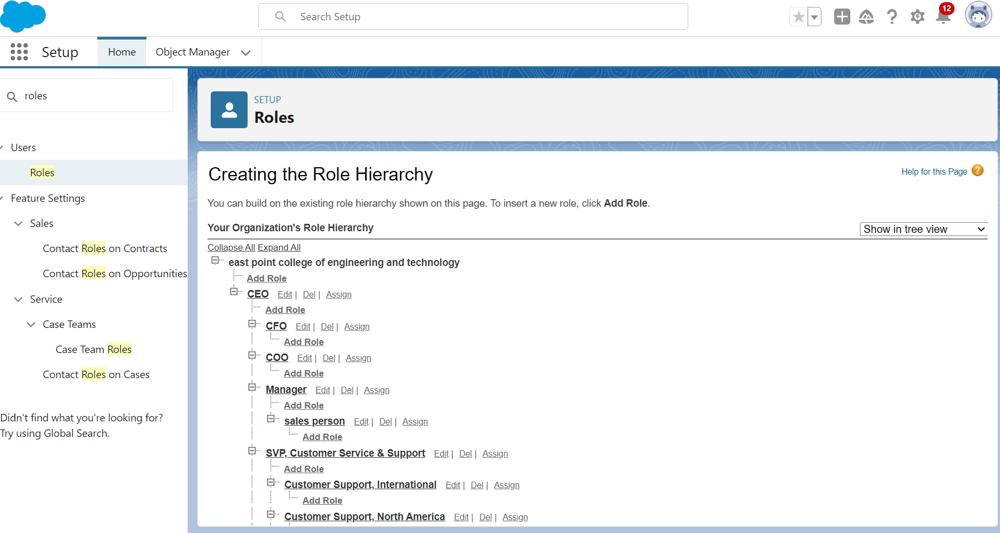 Search Setup
12
Setup
Home
Object Manager
roles
Users
Roles
Feature Settings
Sales
Contact Roles on Contracts
Contact Roles on Opportunities
Service
Case Teams
Case Team Roles
Contact Roles on Cases
Didn't find what you're looking for?
Try using Global Search.
SETUP
Roles
Creating the Role Hierarchy
Help for this Page ?
You can build on the existing role hierarchy shown on this page. To insert a new role, click Add Role.
Your Organization's Role Hierarchy
Show in tree view
Collapse All Expand All
east point college of engineering and technology
Add Role
CEO Edit | Del | Assign
Add Role
CFO Edit | Del | Assign
Add Role
COO Edit | Del | Assign
Add Role
Manager Edit | Del | Assign
Add Role
sales person Edit | Del | Assign
Add Role
SVP, Customer Service & Support Edit | Del | Assign
Add Role
Customer Support, International Edit | Del | Assign
Add Role
Customer Support, North America Edit | Del | Assign